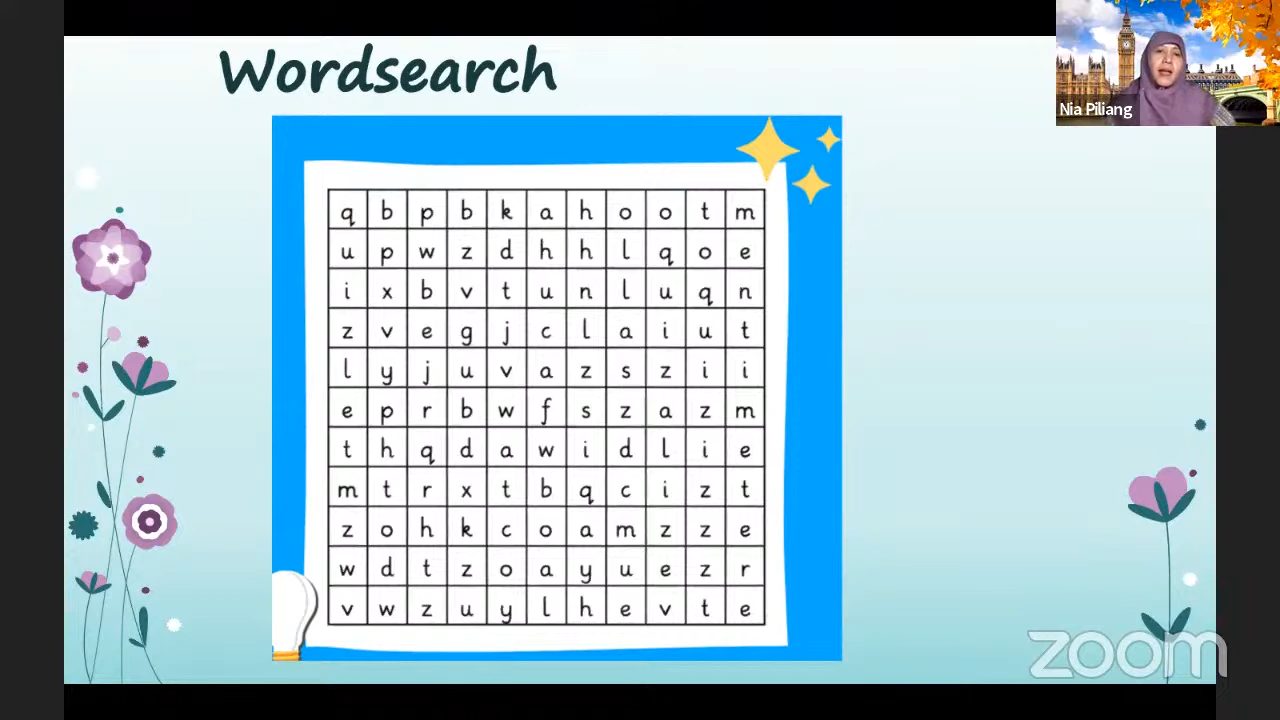 Wordsearch
Nia Piliang
q b p b k a h o o t m
u p w z d h h l q o e
i x b v t u n l u q n
z v e g j c l a i u t
l y j u v a z s z i i
e p r b w f s z a z m
t h q d a w i d l i e
m t r x t b q c i z t
z o h k c o a m z z e
w d t z o a y u e z r
v w z u y l h e v t e
zoom